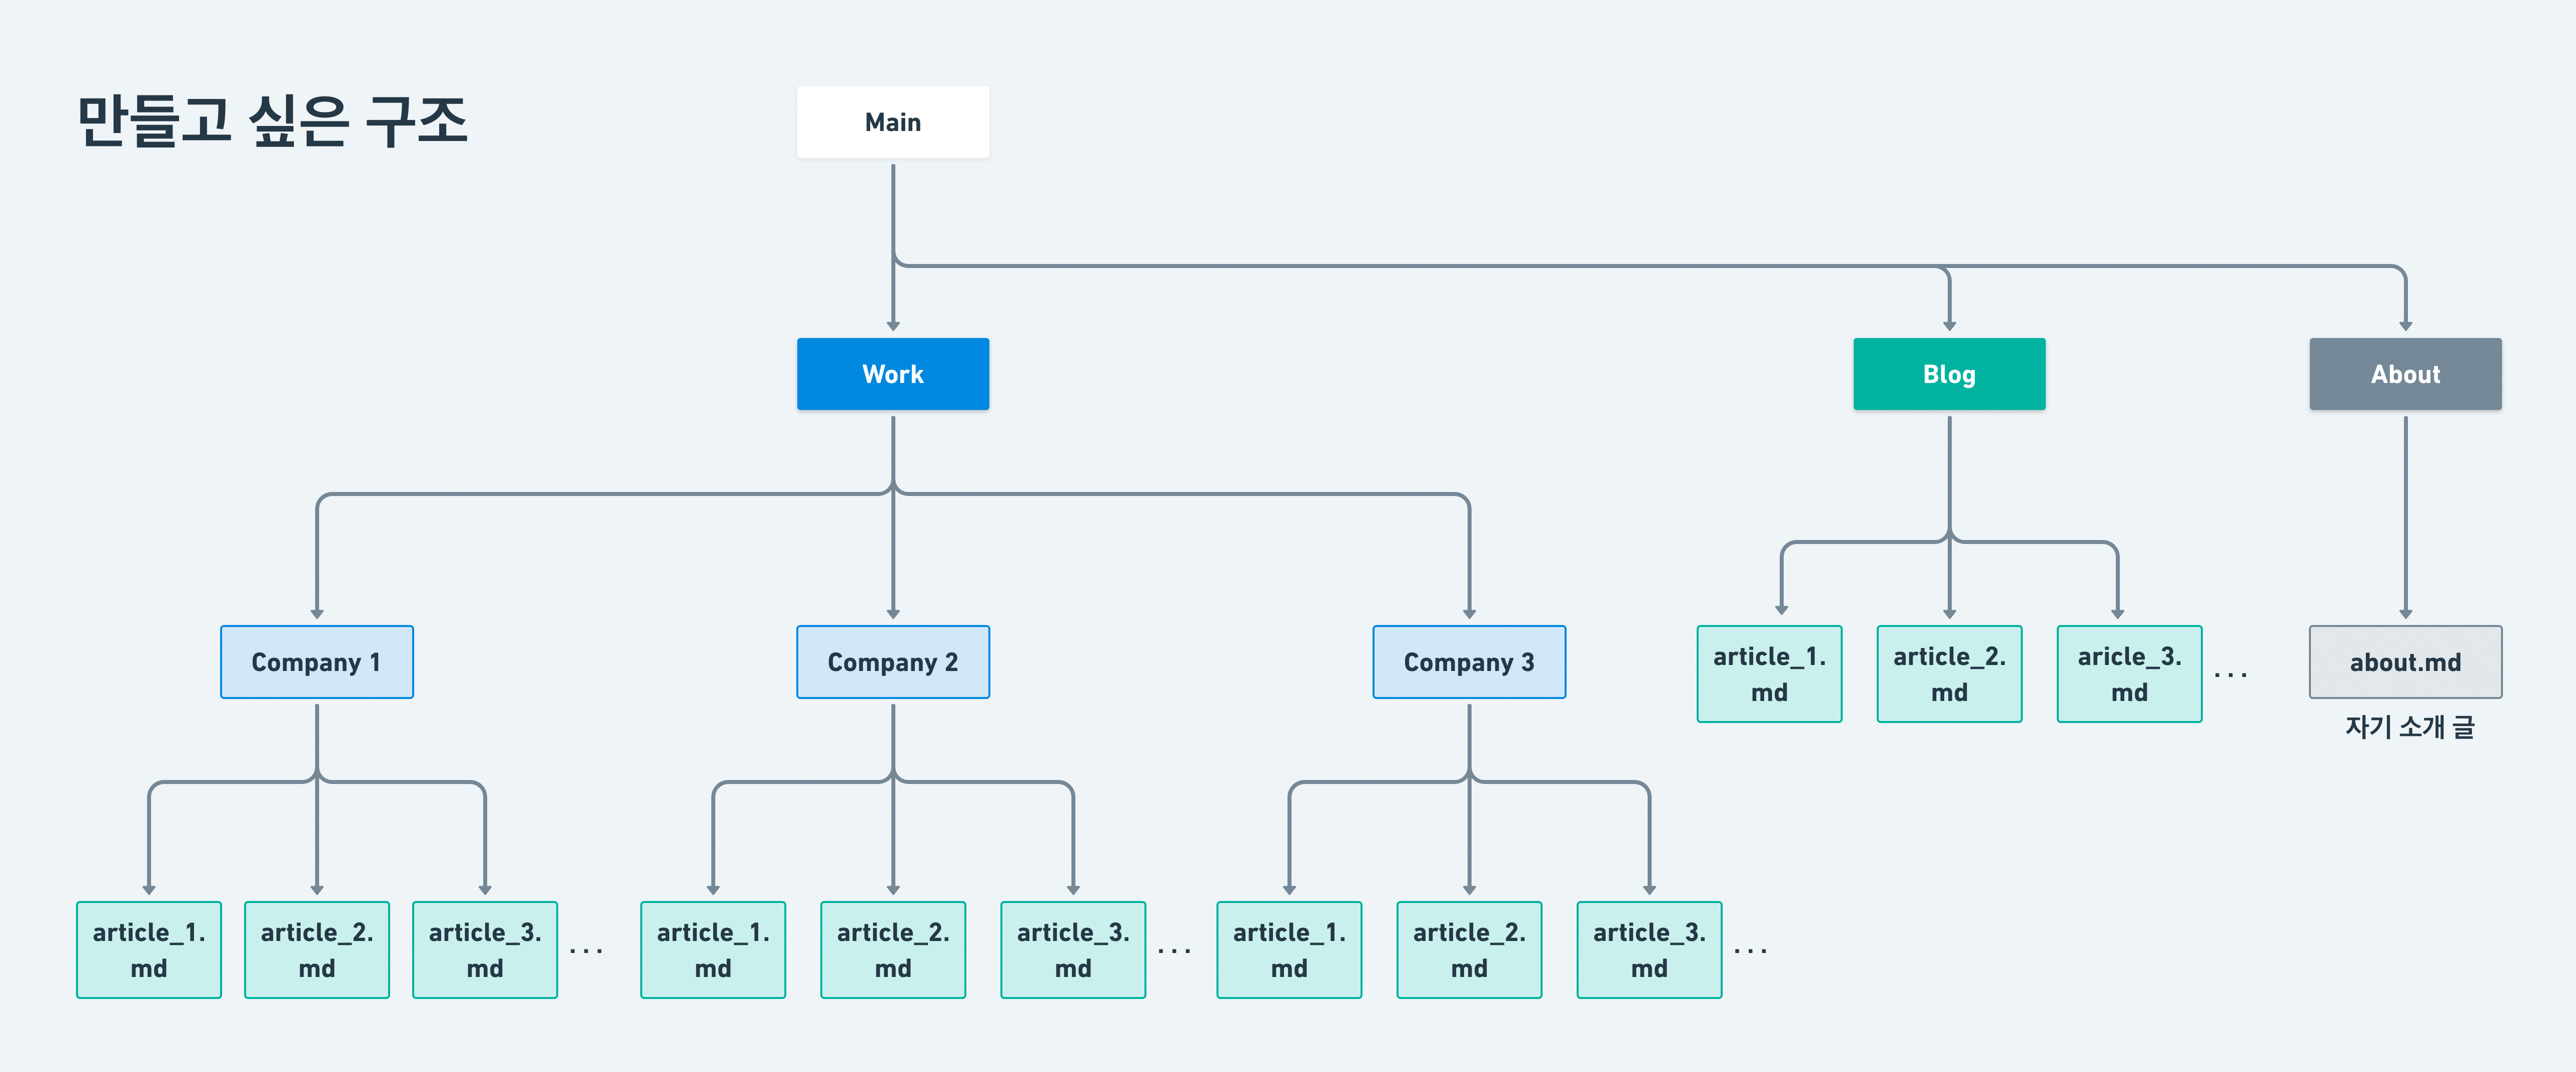 만들고 싶은 구조
Main
Work
Blog
About
Company 1
Company 2
Company 3
article_1.
md
article_2.
md
aricle_3.
md
...
about.md
자기 소개 글
article_1.
md
article_2.
md
article_3.
md
...
article_1.
md
article_2.
md
article_3.
md
...
article_1.
md
article_2.
md
article_3.
md
...